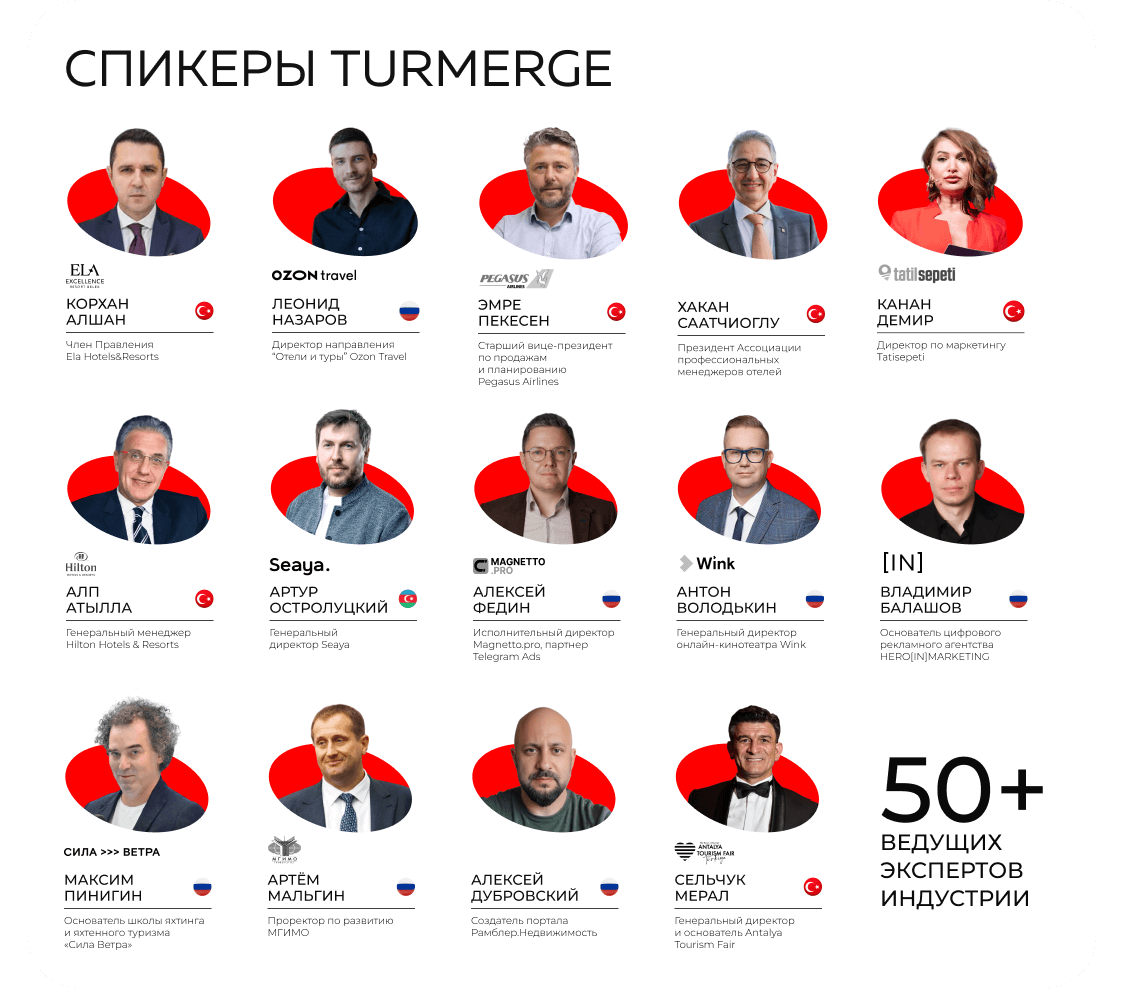 СПИКЕРЫ TURMERGE
ELA
EXCELLENCE
RESORT BELEK
КОРХАН
АЛШАН
Член Правления
Ela Hotels&Resorts
OZON travel
ЛЕОНИД
НАЗАРОВ
Директор направления
“Отели и туры” Ozon Travel
PEGASUS
AIRLINES
ЭМРЕ
ПЕКЕСЕН
Старший вице-президент
по продажам
и планированию
Pegasus Airlines
ХАКАН
СААТЧИОГЛУ
Президент Ассоциации
профессиональных
менеджеров отелей
tatilsepeti
КАНАН
ДЕМИР
Директор по маркетингу
Tatisepeti
Hilton
HOTELS & RESORTS
АЛП
АТЫЛЛА
Генеральный менеджер
Hilton Hotels & Resorts
Seaya.
АРТУР
ОСТРОЛУЦКИЙ
Генеральный
директор Seaya
MAGNETTO
.PRO
АЛЕКСЕЙ
ФЕДИН
Исполнительный директор
Magnetto.pro, партнер
Telegram Ads
Wink
АНТОН
ВОЛОДЬКИН
Генеральный директор
онлайн-кинотеатра Wink
[IN]
ВЛАДИМИР
БАЛАШОВ
Основатель цифрового
рекламного агентства
HERO[IN]MARKETING
СИЛА >>> ВЕТРА
МАКСИМ
ПИНИГИН
Основатель школы яхтинга
и яхтенного туризма
«Сила Ветра»
МГИМО
АРТЁМ
МАЛЬГИН
Проректор по развитию
МГИМО
АЛЕКСЕЙ
ДУБРОВСКИЙ
Создатель портала
Рамблер.Недвижимость
ANTALYA
TOURISM FAIR
Türkiye
СЕЛЬЧУК
МЕРАЛ
Генеральный директор
и основатель Antalya
Tourism Fair
50+
ВЕДУЩИХ
ЭКСПЕРТОВ
ИНДУСТРИИ